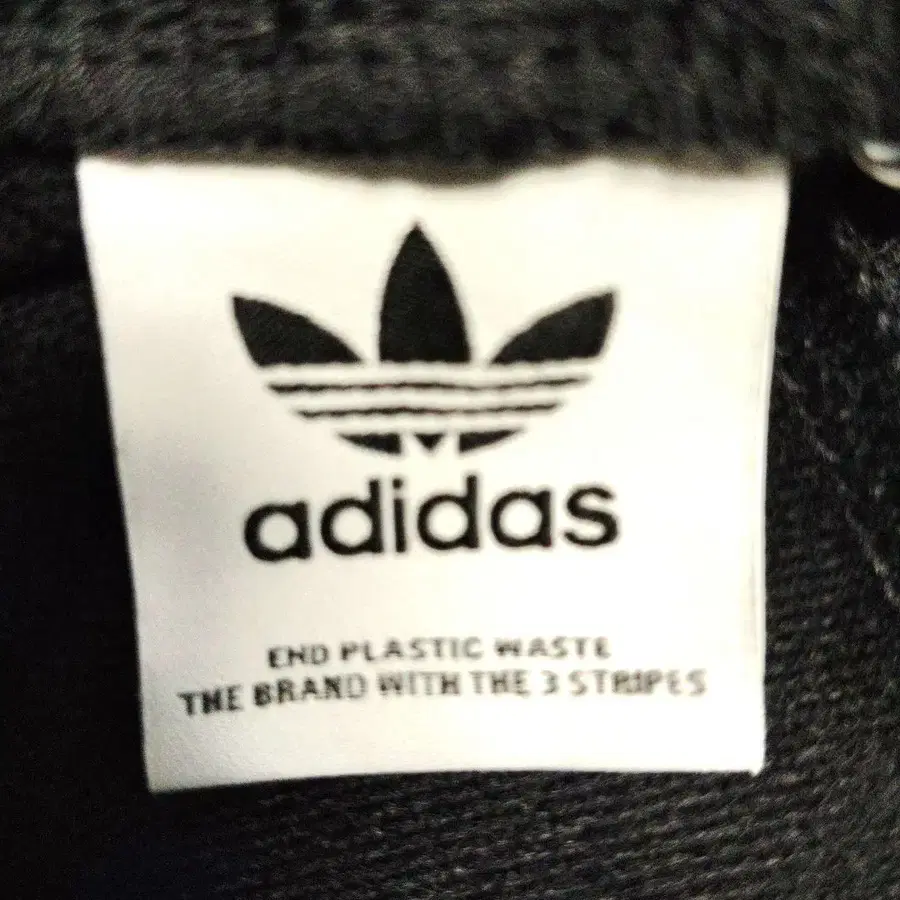 adidas
END PLASTIC WASTE
THE BRAND WITH THE 3 STRIPES